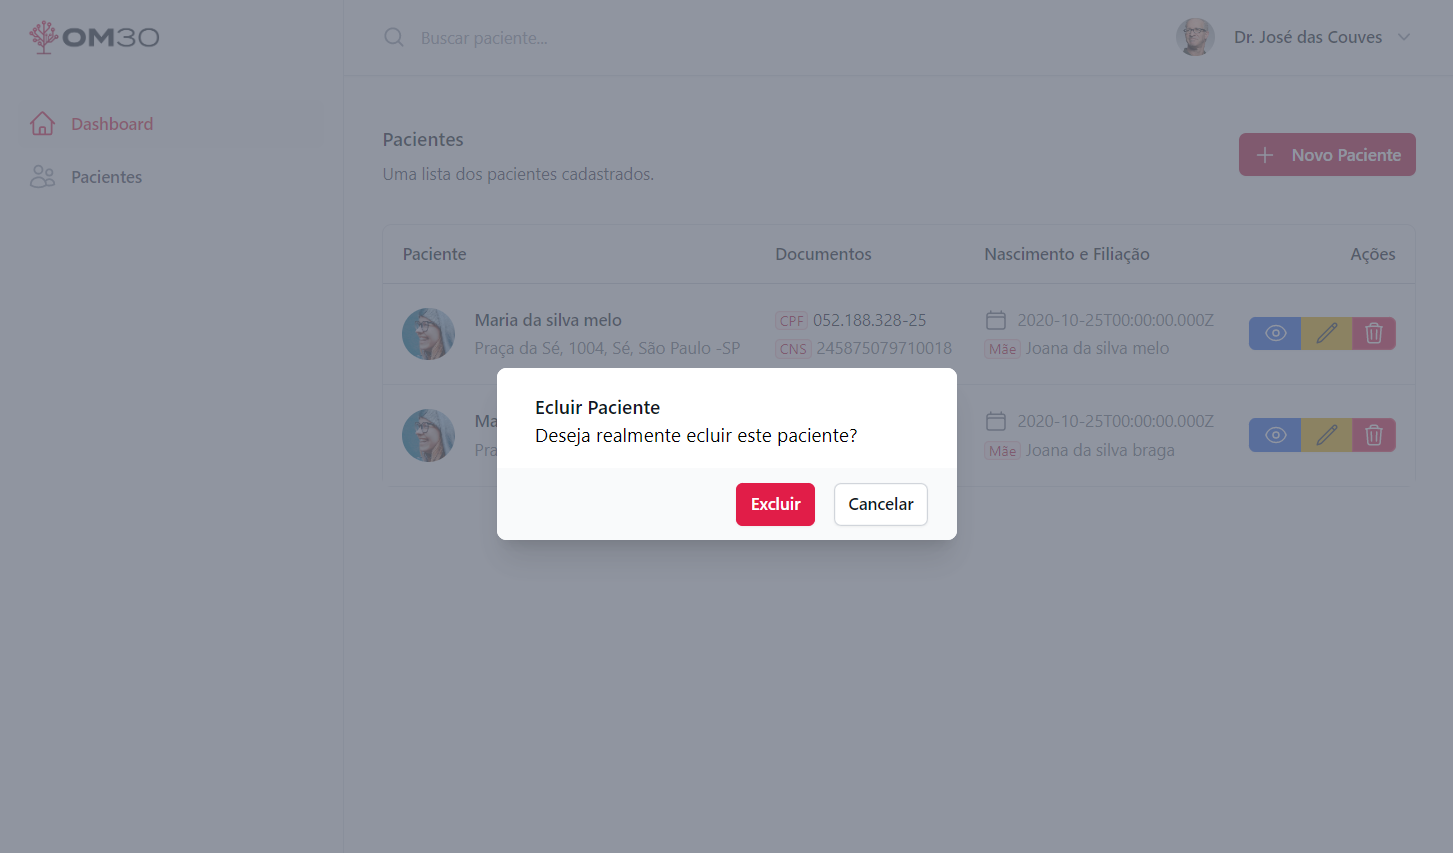 OM30
Buscar paciente...
Dr. José das Couves
Dashboard
Pacientes
Pacientes
Uma lista dos pacientes cadastrados.
Novo Paciente
Paciente Documentos Nascimento e Filiação Ações
Maria da silva melo CPF 052.188.328-25 2020-10-25T00:00:00.000Z
Praça da Sé, 1004, Sé, São Paulo -SP CNS 245875079710018 Mãe Joana da silva melo
Ma 2020-10-25T00:00:00.000Z
Pra Mãe Joana da silva braga
Ecluir Paciente
Deseja realmente ecluir este paciente?
Excluir Cancelar